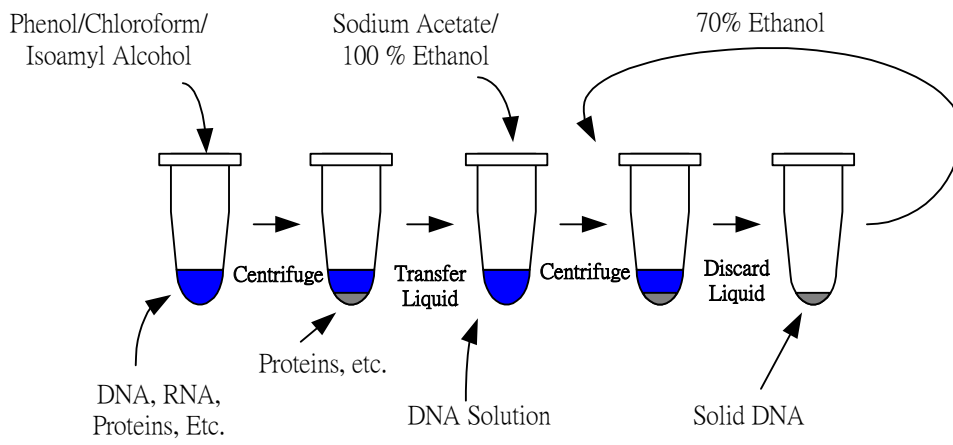 Phenol/Chloroform/
Isoamyl Alcohol
Sodium Acetate/
100 % Ethanol
70% Ethanol
Centrifuge
Transfer
Liquid
Centrifuge
Discard
Liquid
Proteins, etc.
DNA, RNA,
Proteins, Etc.
DNA Solution
Solid DNA